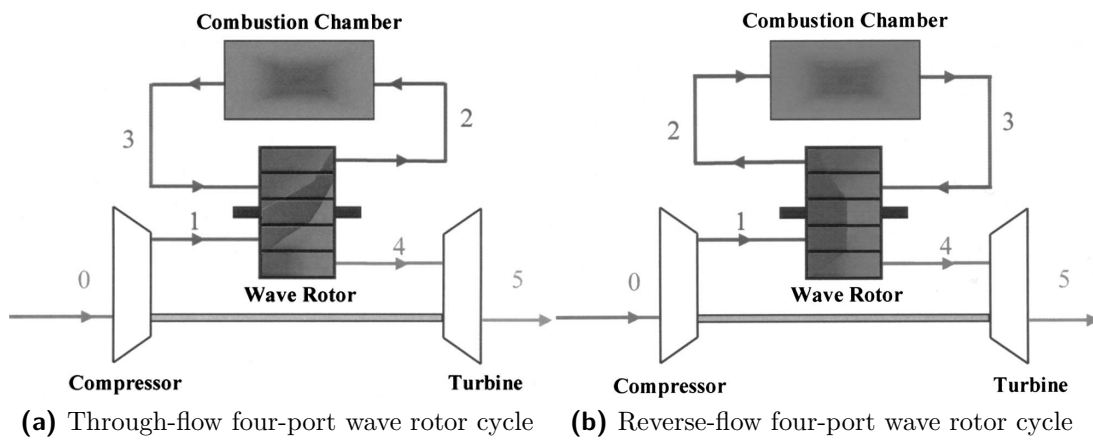 Combustion Chamber
3
2
1
0
4
5
Wave Rotor
Compressor
Turbine
(a) Through-flow four-port wave rotor cycle
Combustion Chamber
2
3
1
0
4
5
Wave Rotor
Compressor
Turbine
(b) Reverse-flow four-port wave rotor cycle